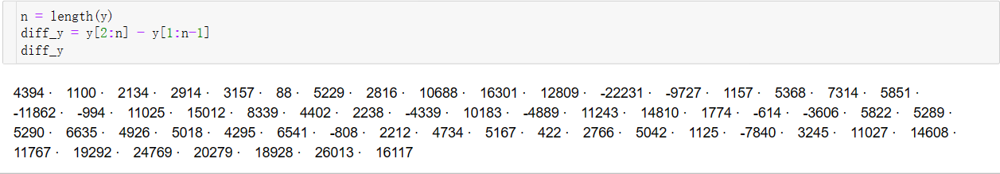 n = length(y)
diff_y = y[2:n] - y[1:n-1]
diff_y
4394 · 1100 · 2134 · 2914 · 3157 · 88 · 5229 · 2816 · 10688 · 16301 · 12809 · -22231 · -9727 · 1157 · 5368 · 7314 · 5851 ·
-11862 · -994 · 11025 · 15012 · 8339 · 4402 · 2238 · -4339 · 10183 · -4889 · 11243 · 14810 · 1774 · -614 · -3606 · 5822 · 5289 ·
5290 · 6635 · 4926 · 5018 · 4295 · 6541 · -808 · 2212 · 4734 · 5167 · 422 · 2766 · 5042 · 1125 · -7840 · 3245 · 11027 · 14608 ·
11767 · 19292 · 24769 · 20279 · 18928 · 26013 · 16117